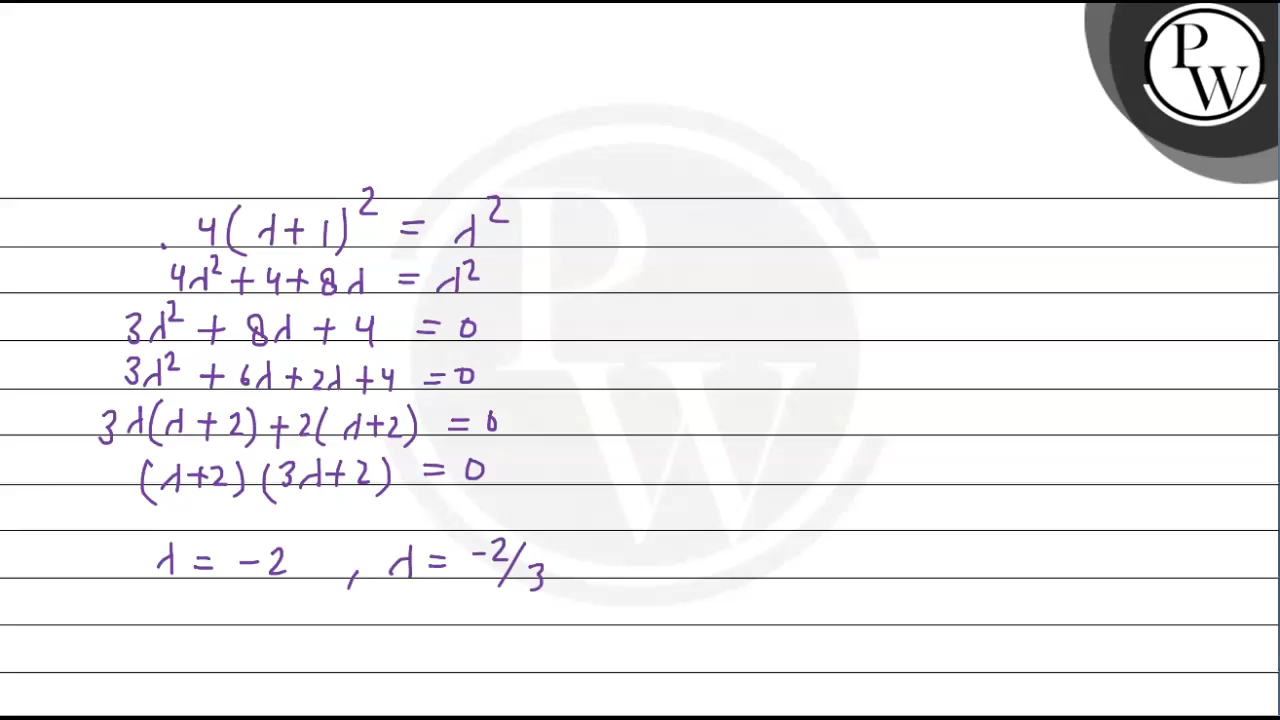 PW
4(λ+1)² = λ²
4λ² + 4 + 8λ = λ²
3λ² + 8λ + 4 = 0
3λ² + 6λ + 2λ + 4 = 0
3λ(λ+2) + 2(λ+2) = 0
(λ+2)(3λ+2) = 0
λ = -2 , λ = -2/3